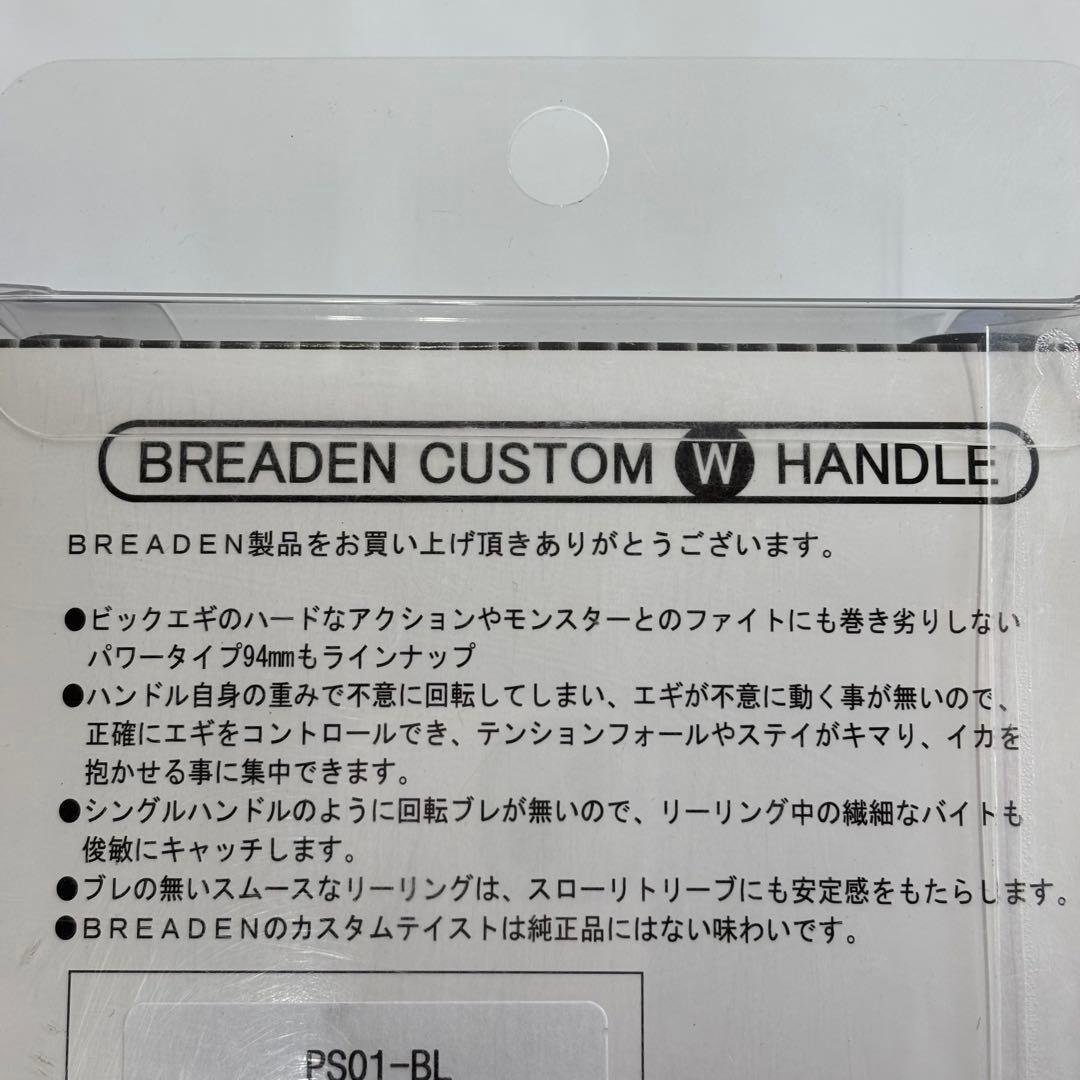 BREADEN CUSTOM W HANDLE
BREADEN製品をお買い上げ頂きありがとうございます。
●ビックエギのハードなアクションやモンスターとのファイトにも巻き劣りしない
パワータイプ94mmもラインナップ
●ハンドル自身の重みで不意に回転してしまい、エギが不意に動く事が無いので、
正確にエギをコントロールでき、テンションフォールやステイがキマり、イカを
抱かせる事に集中できます。
●シングルハンドルのように回転ブレが無いので、リーリング中の繊細なバイトも
俊敏にキャッチします。
●ブレの無いスムースなリーリングは、スローリトリーブにも安定感をもたらします。
●BREADENのカスタムテイストは純正品にはない味わいです。
PS01-BL